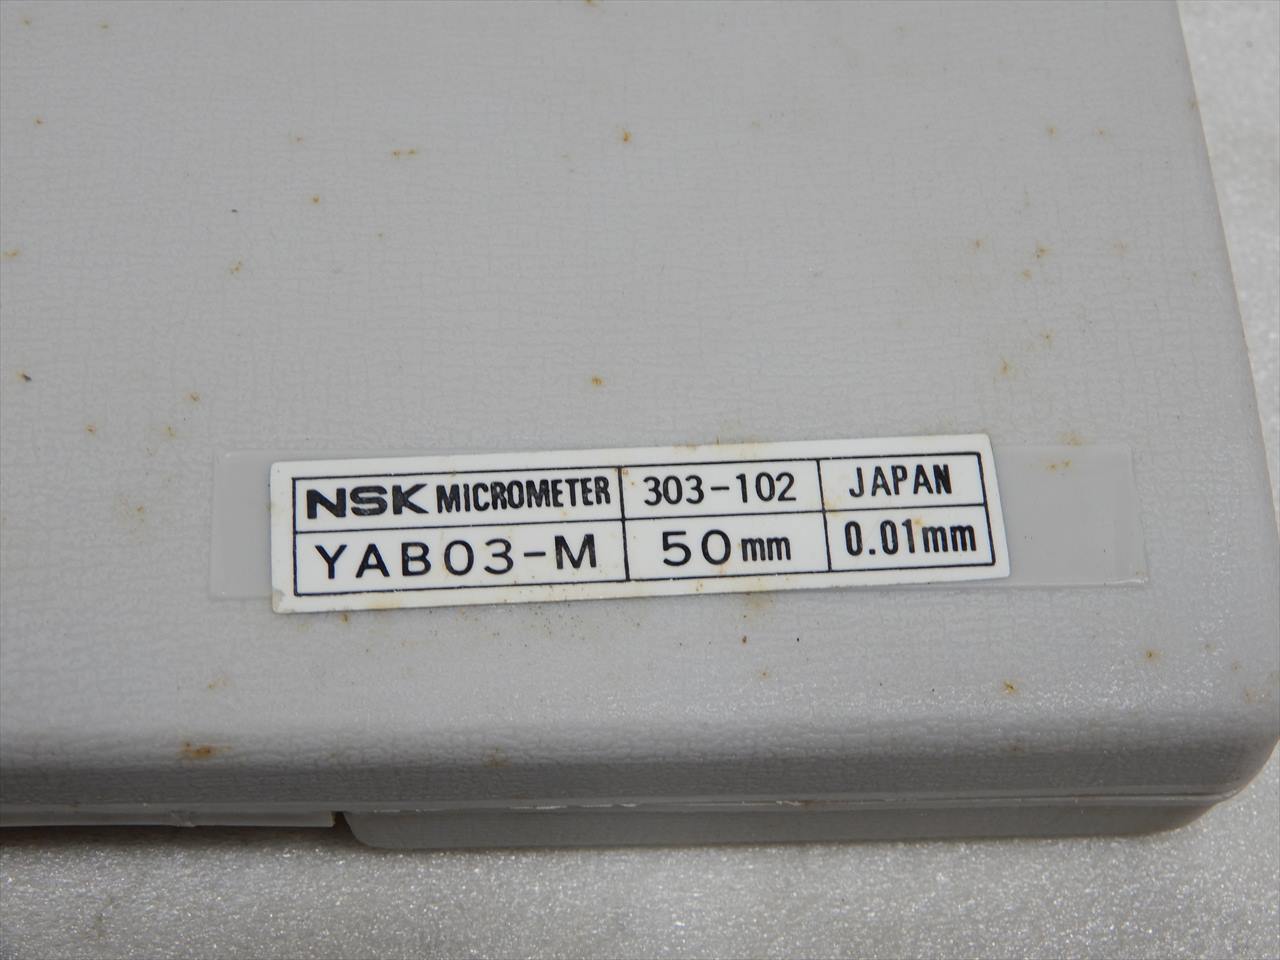 NSK MICROMETER 303-102 JAPAN
YAB03-M 50mm 0.01mm